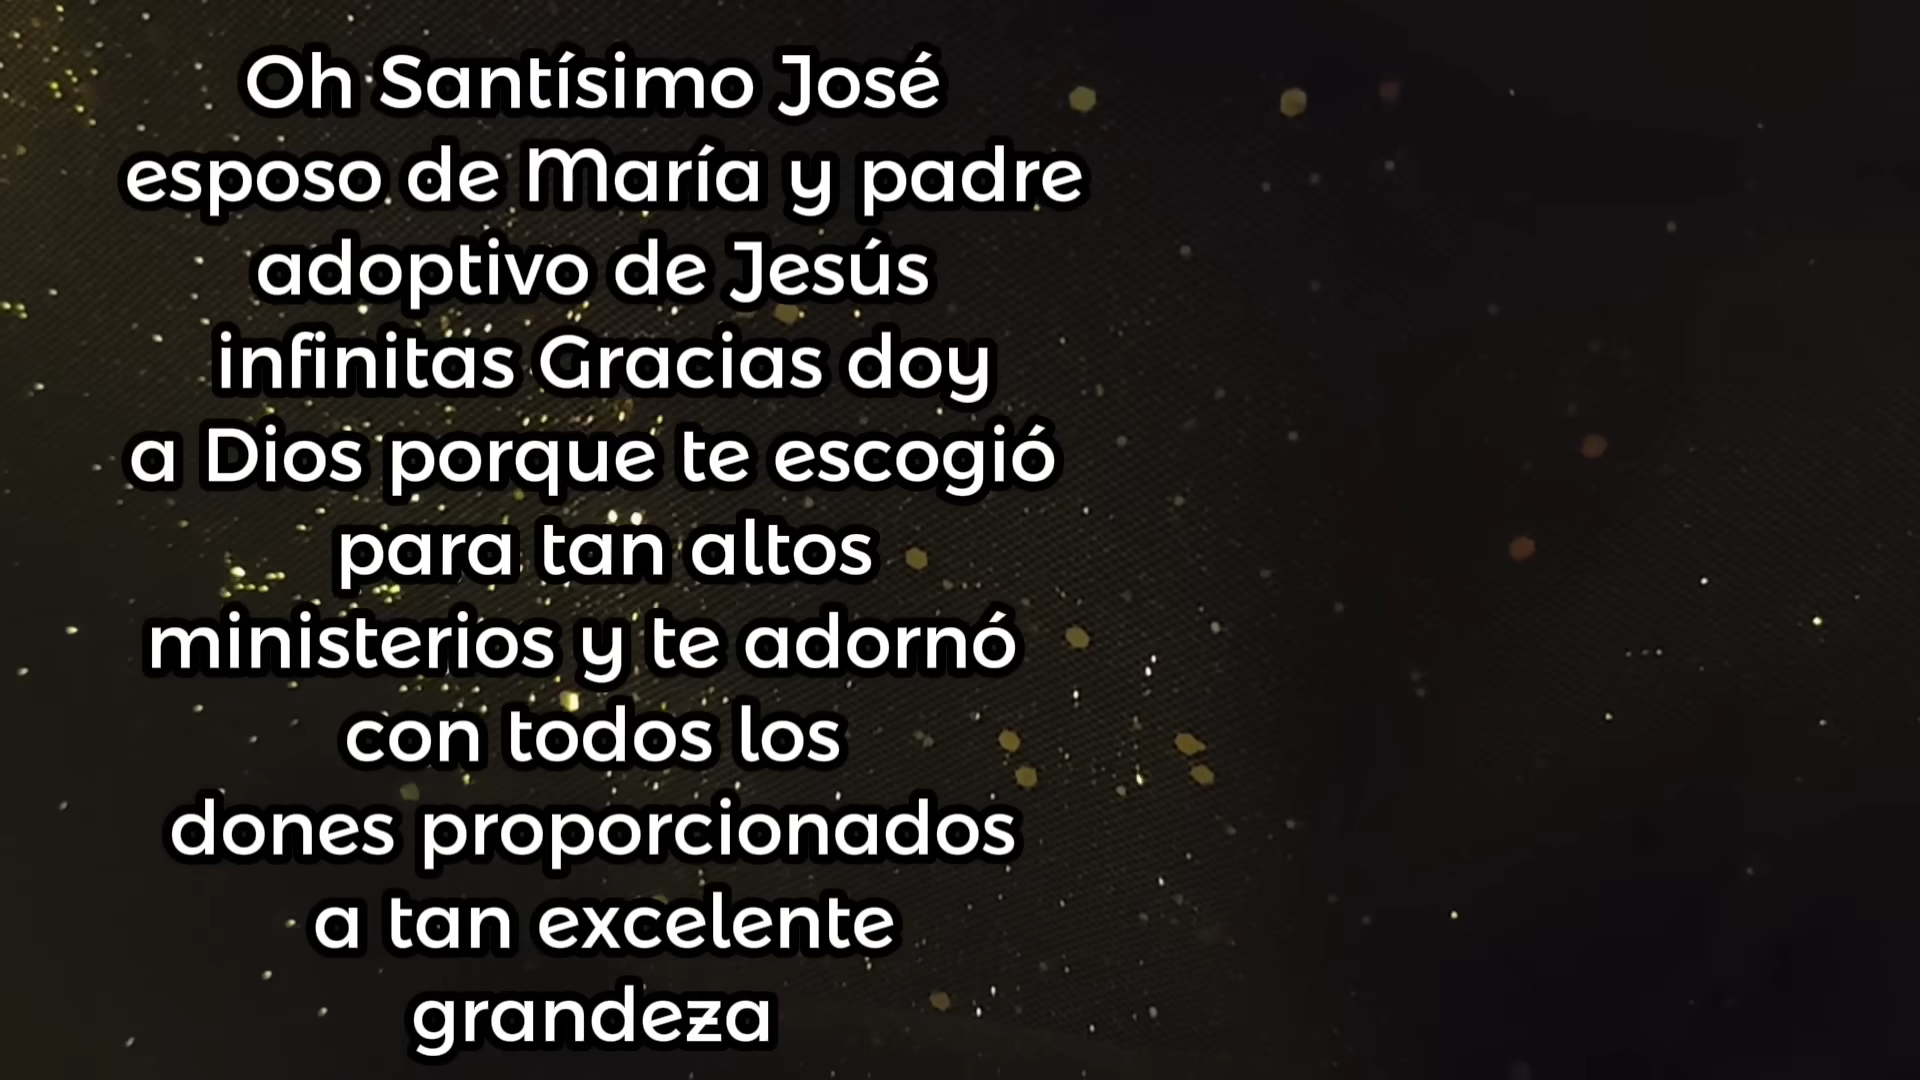 Oh Santísimo José
esposo de María y padre
adoptivo de Jesús
infinitas Gracias doy
a Dios porque te escogió
para tan altos
ministerios y te adornó
con todos los
dones proporcionados
a tan excelente
grandeza